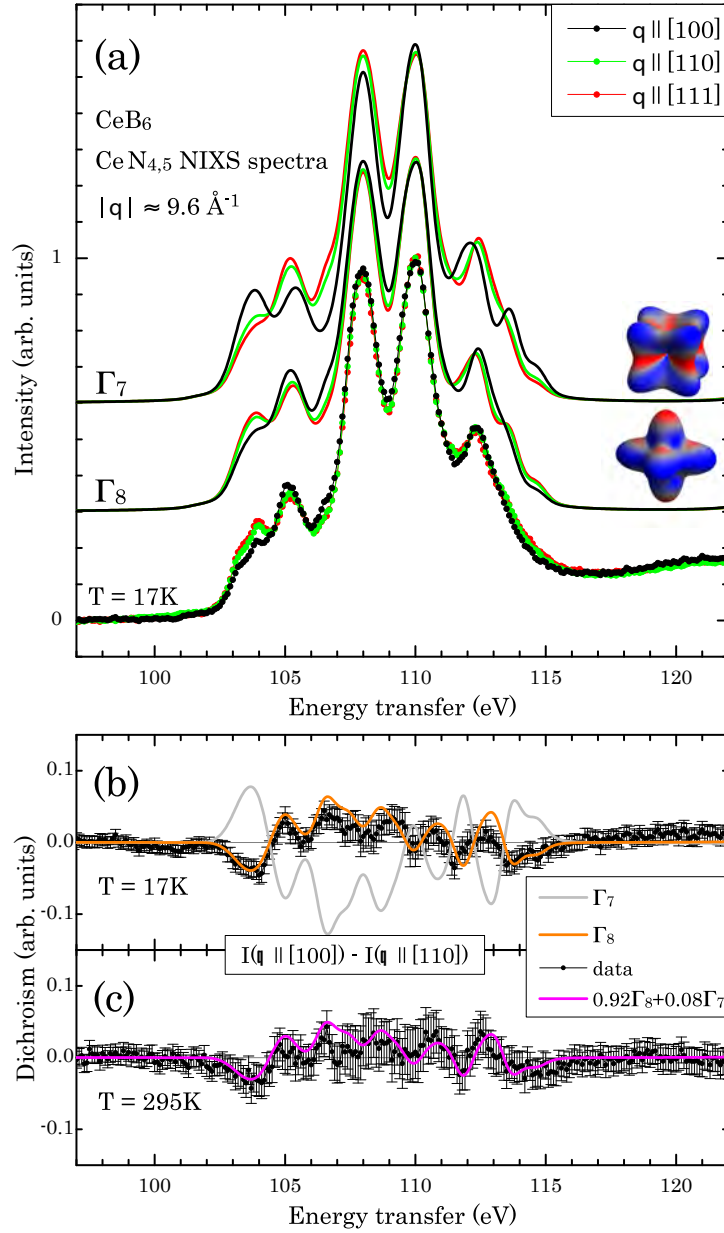 (a)
q || [100]
q || [110]
q || [111]
CeB₆
Ce N₄,₅ NIXS spectra
|q| ≈ 9.6 Å⁻¹
Γ₇
Γ₈
T = 17K
Intensity (arb. units)
1
0
100 105 110 115 120
Energy transfer (eV)
(b)
0.1
0.0
-0.1
T = 17K
Γ₇
Γ₈
data
0.92Γ₈+0.08Γ₇
I(q || [100]) - I(q || [110])
Dichroism (arb. units)
(c)
0.1
0.0
-0.1
T = 295K
100 105 110 115 120
Energy transfer (eV)